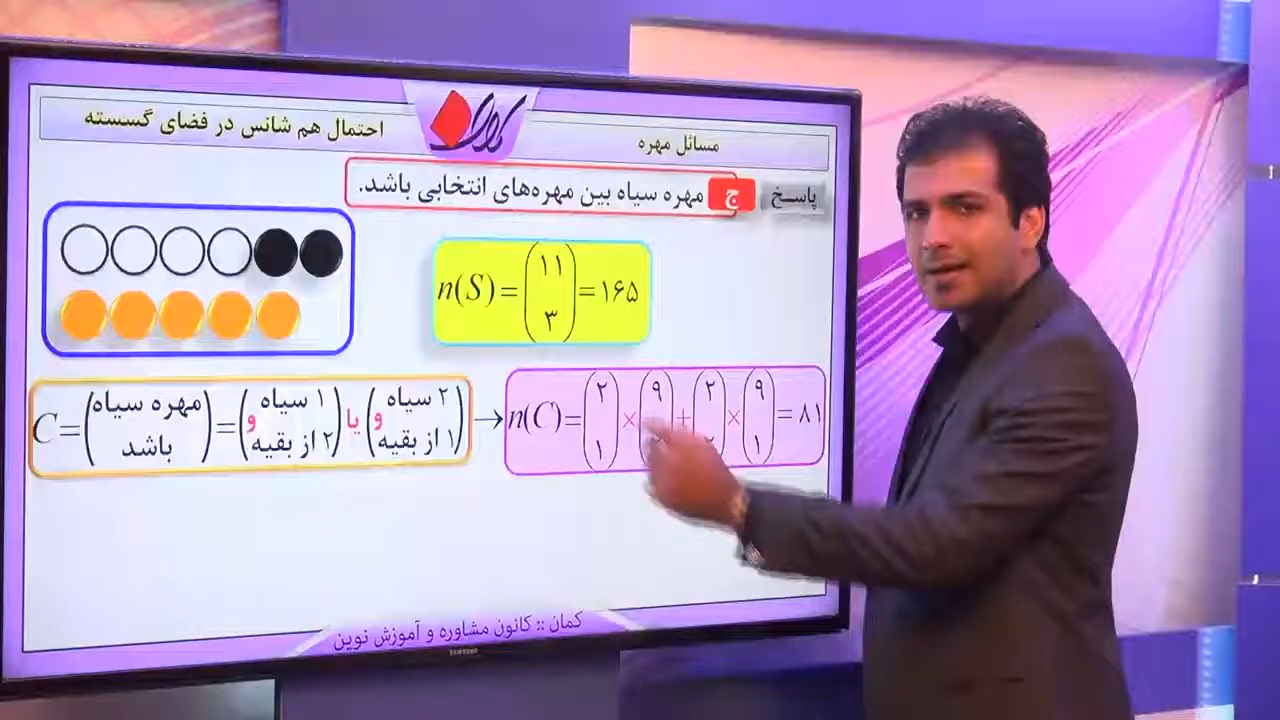 مسائل مهره
احتمال هم شانس در فضای گسسته
کمان
پاسخ
ج مهره سیاه بین مهره‌های انتخابی باشد.
n(S) = (۱۱ ۳) = ۱۶۵
C = (مهره سیاه باشد) = (۱ سیاه و ۲ از بقیه) یا (۲ سیاه و ۱ از بقیه) → n(C) = (۲ ۱) × (۹ ) + (۲ ) × (۹ ۱) = ۸۱
کمان :: کانون مشاوره و آموزش نوین
SAMSUNG